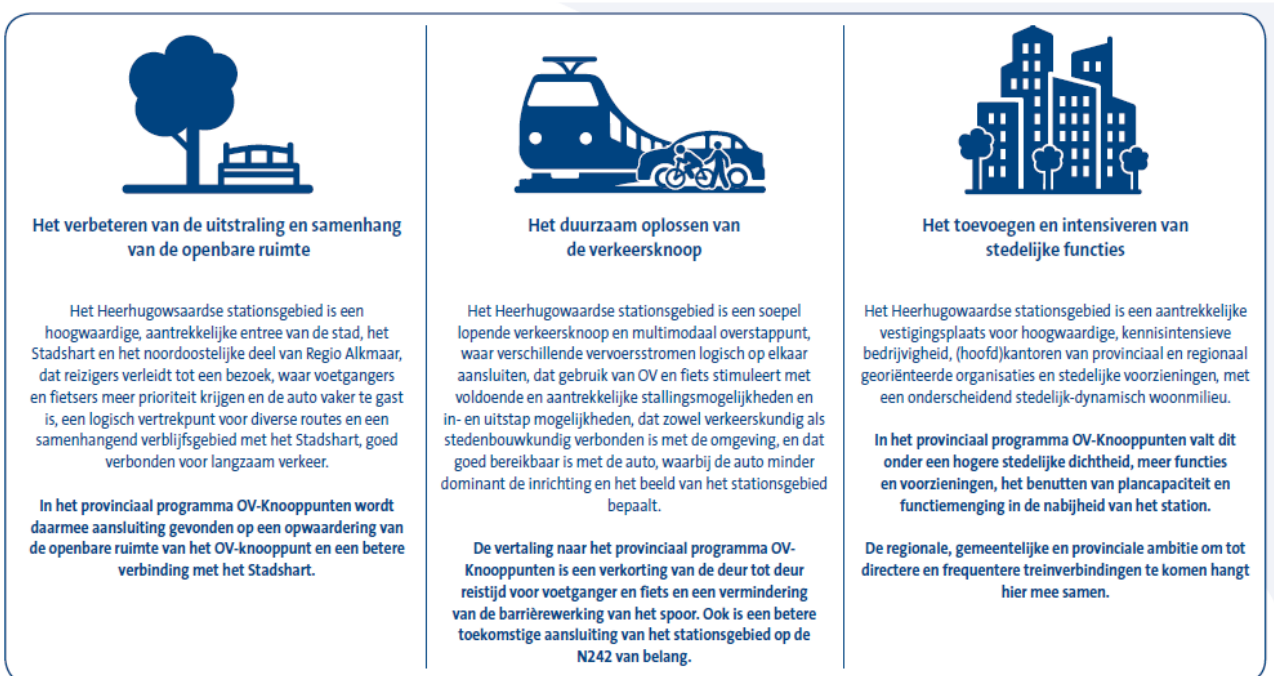 Het verbeteren van de uitstraling en samenhang
van de openbare ruimte
Het Heerhugowsaardse stationsgebied is een
hoogwaardige, aantrekkelijke entree van de stad, het
Stadshart en het noordoostelijke deel van Regio Alkmaar,
dat reizigers verleidt tot een bezoek, waar voetgangers
en fietsers meer prioriteit krijgen en de auto vaker te gast
is, een logisch vertrekpunt voor diverse routes en een
samenhangend verblijfsgebied met het Stadshart, goed
verbonden voor langzaam verkeer.
In het provinciaal programma OV-Knooppunten wordt
daarmee aansluiting gevonden op een opwaardering van
de openbare ruimte van het OV-knooppunt en een betere
verbinding met het Stadshart.
Het duurzaam oplossen van
de verkeersknoop
Het Heerhugowaardse stationsgebied is een soepel
lopende verkeersknoop en multimodaal overstappunt,
waar verschillende vervoersstromen logisch op elkaar
aansluiten, dat gebruik van OV en fiets stimuleert met
voldoende en aantrekkelijke stallingsmogelijkheden en
in- en uitstap mogelijkheden, dat zowel verkeerskundig als
stedenbouwkundig verbonden is met de omgeving, en dat
goed bereikbaar is met de auto, waarbij de auto minder
dominant de inrichting en het beeld van het stationsgebied
bepaalt.
De vertaling naar het provinciaal programma OV-
Knooppunten is een verkorting van de deur tot deur
reistijd voor voetganger en fiets en een vermindering
van de barrièrewerking van het spoor. Ook is een betere
toekomstige aansluiting van het stationsgebied op de
N242 van belang.
Het toevoegen en intensiveren van
stedelijke functies
Het Heerhugowaardse stationsgebied is een aantrekkelijke
vestigingsplaats voor hoogwaardige, kennisintensieve
bedrijvigheid, (hoofd)kantoren van provinciaal en regionaal
georiënteerde organisaties en stedelijke voorzieningen, met
een onderscheidend stedelijk-dynamisch woonmilieu.
In het provinciaal programma OV-Knooppunten valt dit
onder een hogere stedelijke dichtheid, meer functies
en voorzieningen, het benutten van plancapaciteit en
functiemenging in de nabijheid van het station.
De regionale, gemeentelijke en provinciale ambitie om tot
directere en frequentere treinverbindingen te komen hangt
hier mee samen.